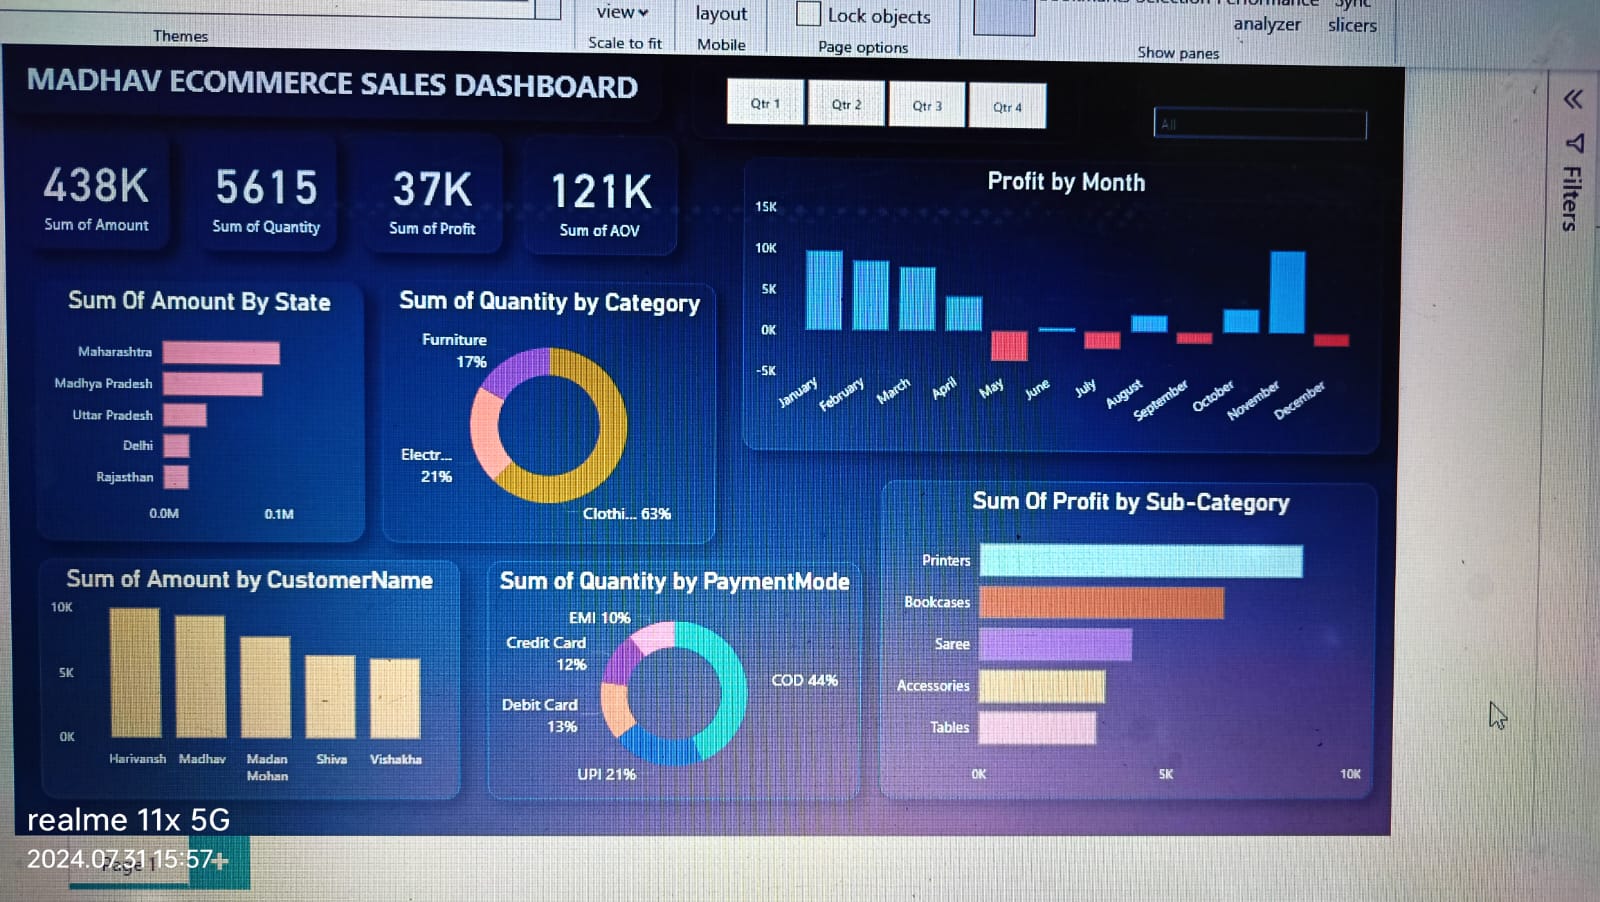 view
layout
Lock objects
analyzer
slicers
Themes
Scale to fit
Mobile
Page options
Show panes
MADHAV ECOMMERCE SALES DASHBOARD
Qtr 1
Qtr 2
Qtr 3
Qtr 4
All
Filters
438K
Sum of Amount
5615
Sum of Quantity
37K
Sum of Profit
121K
Sum of AOV
Profit by Month
15K
10K
5K
0K
-5K
January
February
March
April
May
June
July
August
September
October
November
December
Sum Of Amount By State
Maharashtra
Madhya Pradesh
Uttar Pradesh
Delhi
Rajasthan
0.0M
0.1M
Sum of Quantity by Category
Furniture
17%
Electr...
21%
Clothi... 63%
Sum of Amount by CustomerName
10K
5K
0K
Harivansh
Madhav
Madan
Mohan
Shiva
Vishakha
Sum of Quantity by PaymentMode
EMI 10%
Credit Card
12%
Debit Card
13%
UPI 21%
COD 44%
Sum Of Profit by Sub-Category
Printers
Bookcases
Saree
Accessories
Tables
0K
5K
10K
realme 11x 5G
2024.07.31 15:57
Page 1